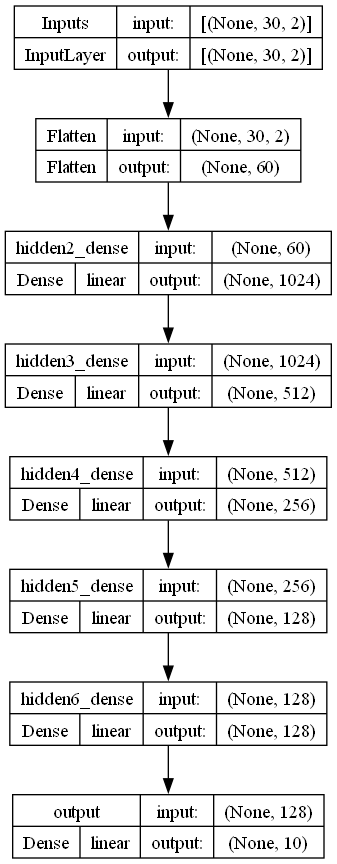 Inputs input: [(None, 30, 2)]
InputLayer output: [(None, 30, 2)]
Flatten input: (None, 30, 2)
Flatten output: (None, 60)
hidden2_dense input: (None, 60)
Dense linear output: (None, 1024)
hidden3_dense input: (None, 1024)
Dense linear output: (None, 512)
hidden4_dense input: (None, 512)
Dense linear output: (None, 256)
hidden5_dense input: (None, 256)
Dense linear output: (None, 128)
hidden6_dense input: (None, 128)
Dense linear output: (None, 128)
output input: (None, 128)
Dense linear output: (None, 10)